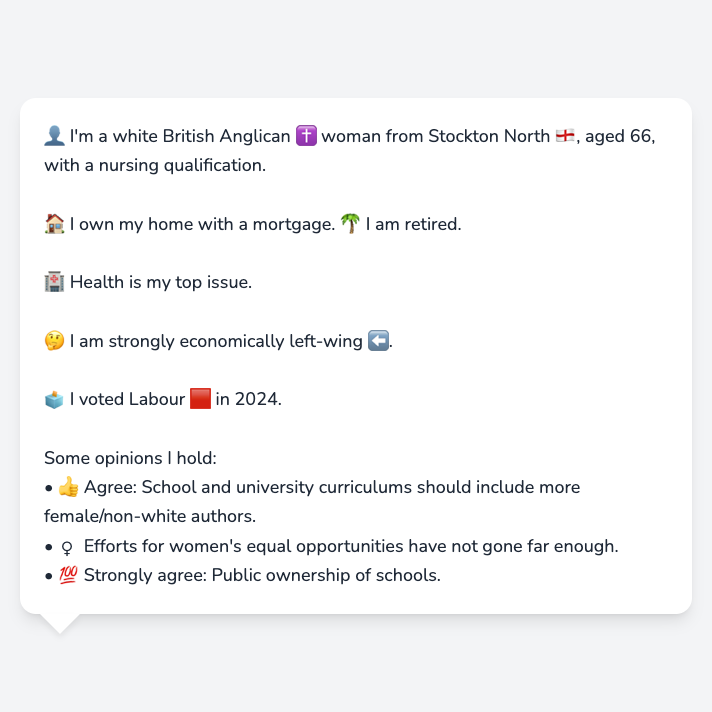 👤 I'm a white British Anglican ✝️ woman from Stockton North 🏴󠁧󠁢󠁥󠁮󠁧󠁿, aged 66,
with a nursing qualification.
🏠 I own my home with a mortgage. 🌴 I am retired.
🏥 Health is my top issue.
🤔 I am strongly economically left-wing ⬅️.
🗳️ I voted Labour 🟥 in 2024.
Some opinions I hold:
• 👍 Agree: School and university curriculums should include more
female/non-white authors.
• ♀ Efforts for women's equal opportunities have not gone far enough.
• 💯 Strongly agree: Public ownership of schools.